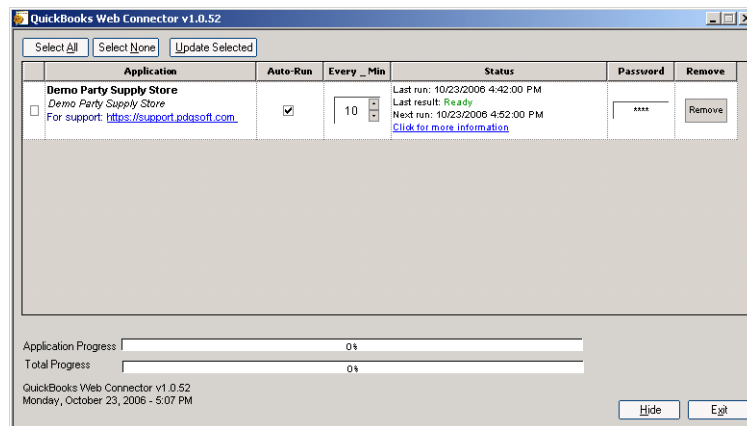 QuickBooks Web Connector v1.0.52
Select All Select None Update Selected
Application Auto-Run Every _ Min Status Password Remove
Demo Party Supply Store
Demo Party Supply Store
For support: https://support.pdgsoft.com
10
Last run: 10/23/2006 4:42:00 PM
Last result: Ready
Next run: 10/23/2006 4:52:00 PM
Click for more information
****
Remove
Application Progress 0%
Total Progress 0%
QuickBooks Web Connector v1.0.52
Monday, October 23, 2006 - 5:07 PM
Hide Exit